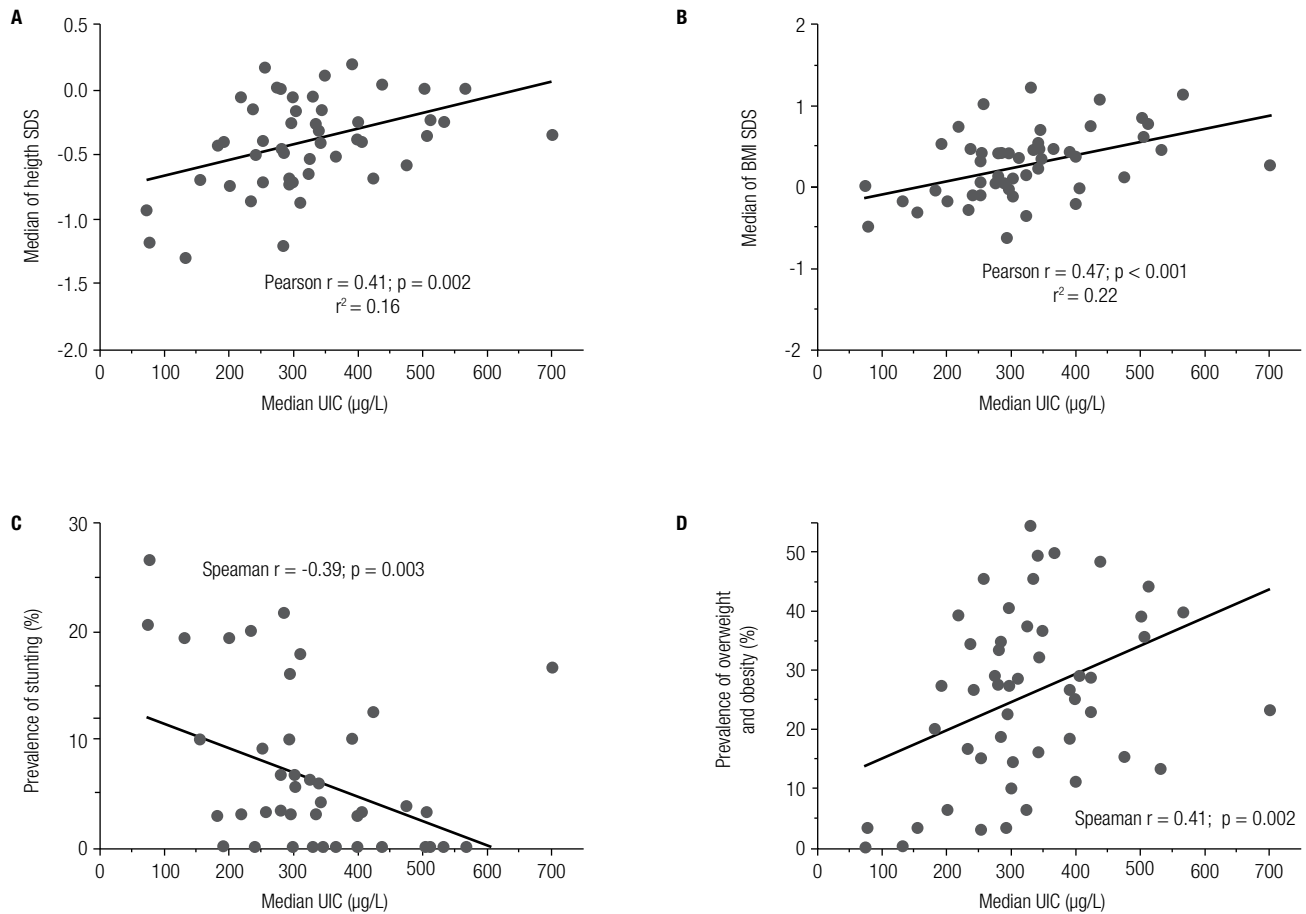 A
0.5
0.0
-0.5
-1.0
-1.5
-2.0
Median of heigth SDS
Pearson r = 0.41; p = 0.002
r2 = 0.16
0 100 200 300 400 500 600 700
Median UIC (µg/L)
B
2
1
0
-1
-2
Median of BMI SDS
Pearson r = 0.47; p < 0.001
r2 = 0.22
0 100 200 300 400 500 600 700
Median UIC (µg/L)
C
30
20
10
0
Prevalence of stunting (%)
Speaman r = -0.39; p = 0.003
0 100 200 300 400 500 600 700
Median UIC (µg/L)
D
50
40
30
20
10
0
Prevalence of overweight
and obesity (%)
Speaman r = 0.41; p = 0.002
0 100 200 300 400 500 600 700
Median UIC (µg/L)